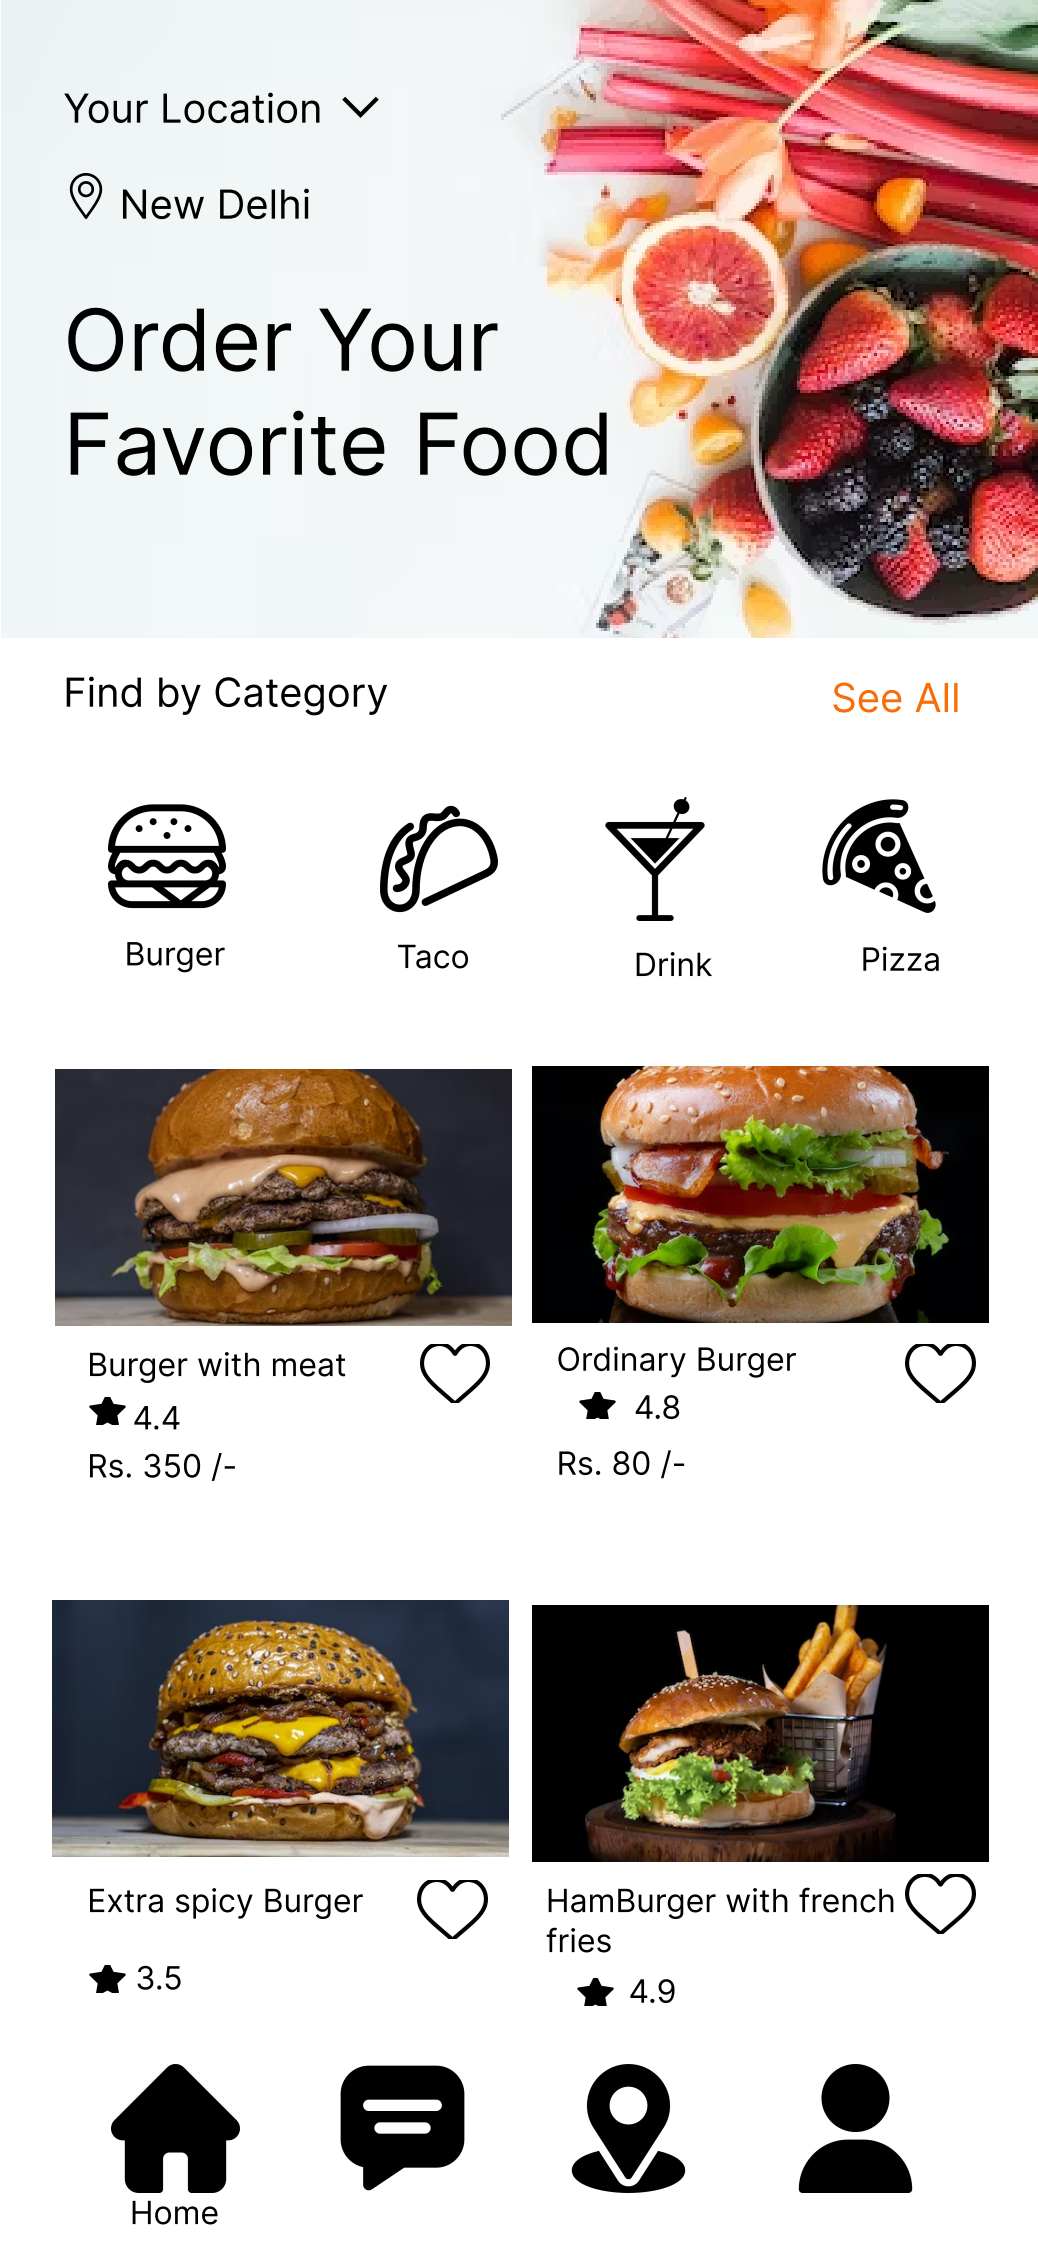 Your Location
New Delhi
Order Your
Favorite Food
Find by Category
See All
Burger
Taco
Drink
Pizza
Burger with meat
4.4
Rs. 350 /-
Ordinary Burger
4.8
Rs. 80 /-
Extra spicy Burger
3.5
HamBurger with french
fries
4.9
Home